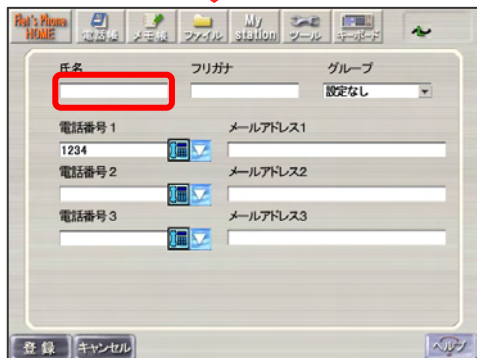 Flet's Phone HOME 電話帳 メモ帳 ファイル My station ツール キーボード
氏名 フリガナ グループ
設定なし
電話番号1 メールアドレス1
1234
電話番号2 メールアドレス2
電話番号3 メールアドレス3
登録 キャンセル ヘルプ